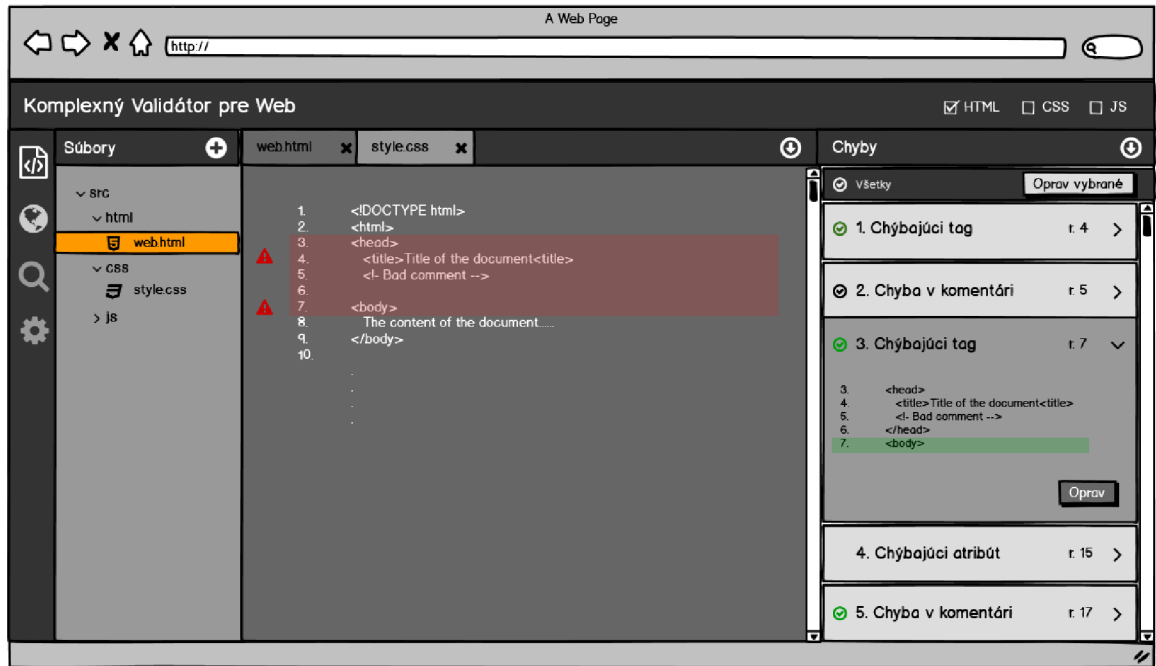 A Web Page
http://
Komplexný Validátor pre Web
HTML CSS JS
Súbory
src
html
web.html
css
style.css
js
web.html style.css
1. <!DOCTYPE html>
2. <html>
3. <head>
4. <title>Title of the document<title>
5. <!- Bad comment -->
6.
7. <body>
8. The content of the document......
9. </body>
10.
.
.
.
.
Chyby
Všetky Oprav vybrané
1. Chýbajúci tag r. 4
2. Chyba v komentári r. 5
3. Chýbajúci tag r. 7
3. <head>
4. <title>Title of the document<title>
5. <!- Bad comment -->
6. </head>
7. <body>
Oprav
4. Chýbajúci atribút r. 15
5. Chyba v komentári r. 17